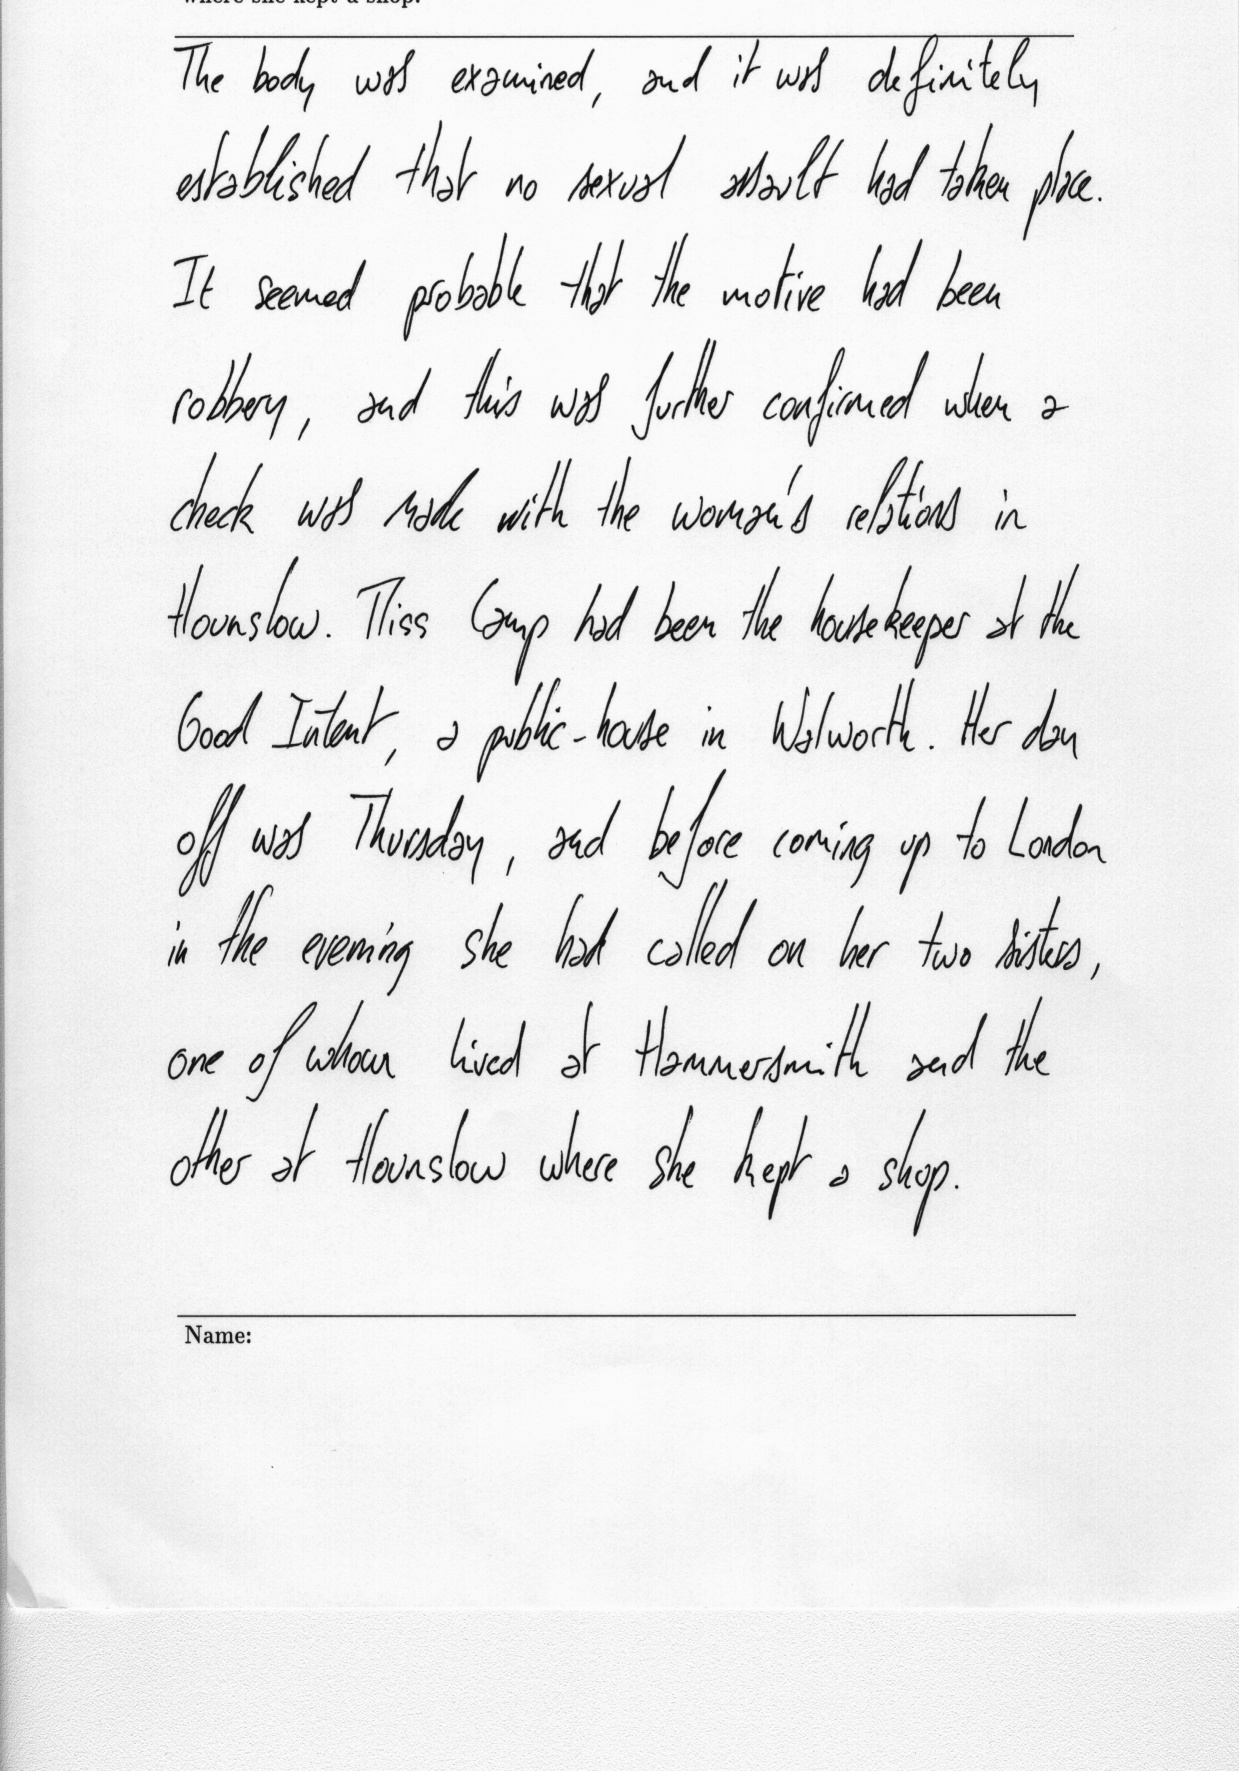 where she kept a shop.
The body was examined, and it was definitely
established that no sexual assault had taken place.
It seemed probable that the motive had been
robbery, and this was further confirmed when a
check was made with the woman's relations in
Hounslow. Miss Camp had been the housekeeper at the
Good Intent, a public-house in Walworth. Her day
off was Thursday, and before coming up to London
in the evening she had called on her two sisters,
one of whom lived at Hammersmith and the
other at Hounslow where she kept a shop.
Name: